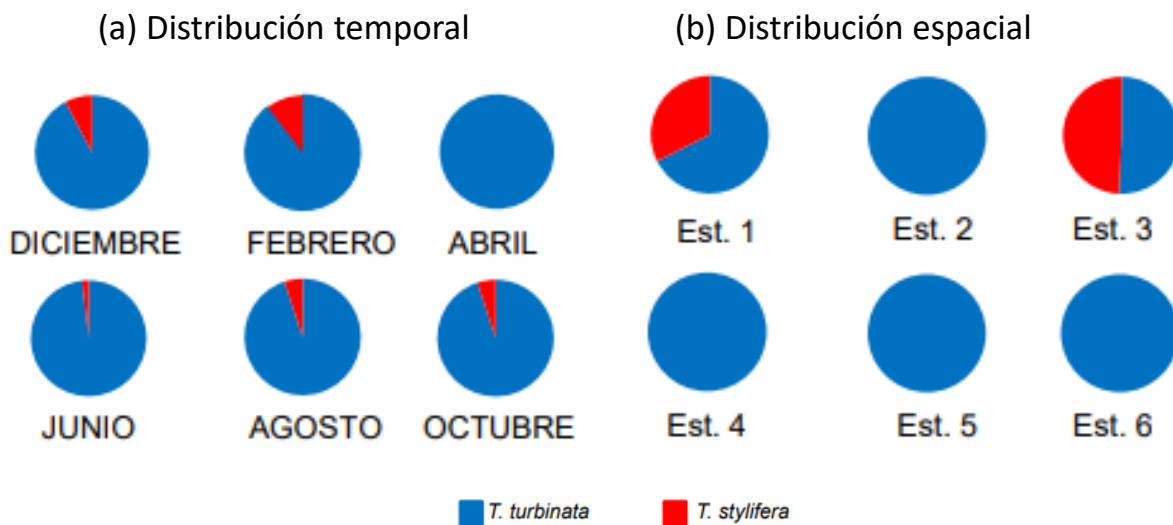 (a) Distribución temporal
(b) Distribución espacial
DICIEMBRE
FEBRERO
ABRIL
JUNIO
AGOSTO
OCTUBRE
Est. 1
Est. 2
Est. 3
Est. 4
Est. 5
Est. 6
T. turbinata
T. stylifera